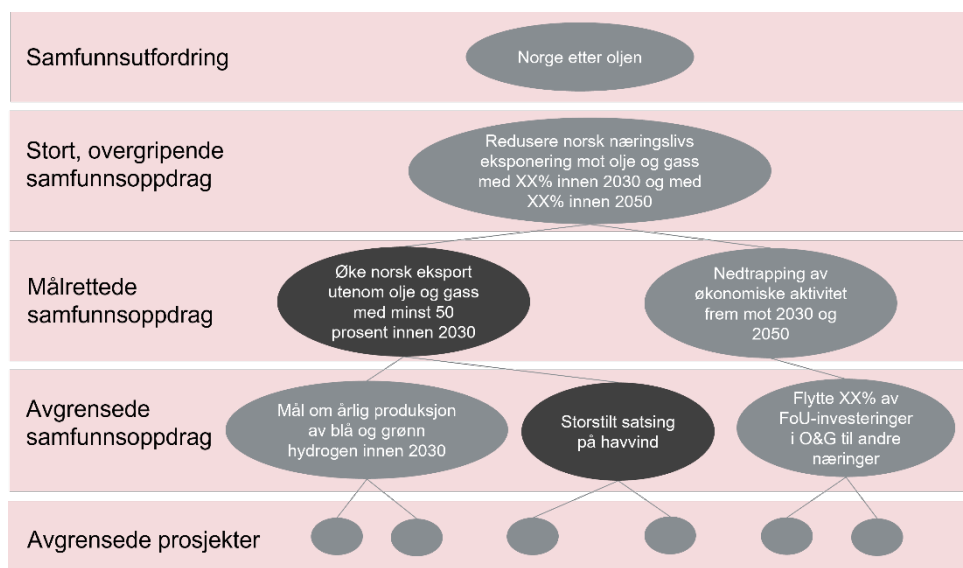 Samfunnsutfordring
Norge etter oljen
Stort, overgripende
samfunnsoppdrag
Redusere norsk næringslivs
eksponering mot olje og gass
med XX% innen 2030 og med
XX% innen 2050
Målrettede
samfunnsoppdrag
Øke norsk eksport
utenom olje og gass
med minst 50
prosent innen 2030
Nedtrapping av
økonomiske aktivitet
frem mot 2030 og
2050
Avgrensede
samfunnsoppdrag
Mål om årlig produksjon
av blå og grønn
hydrogen innen 2030
Storstilt satsing
på havvind
Flytte XX% av
FoU-investeringer
i O&G til andre
næringer
Avgrensede prosjekter